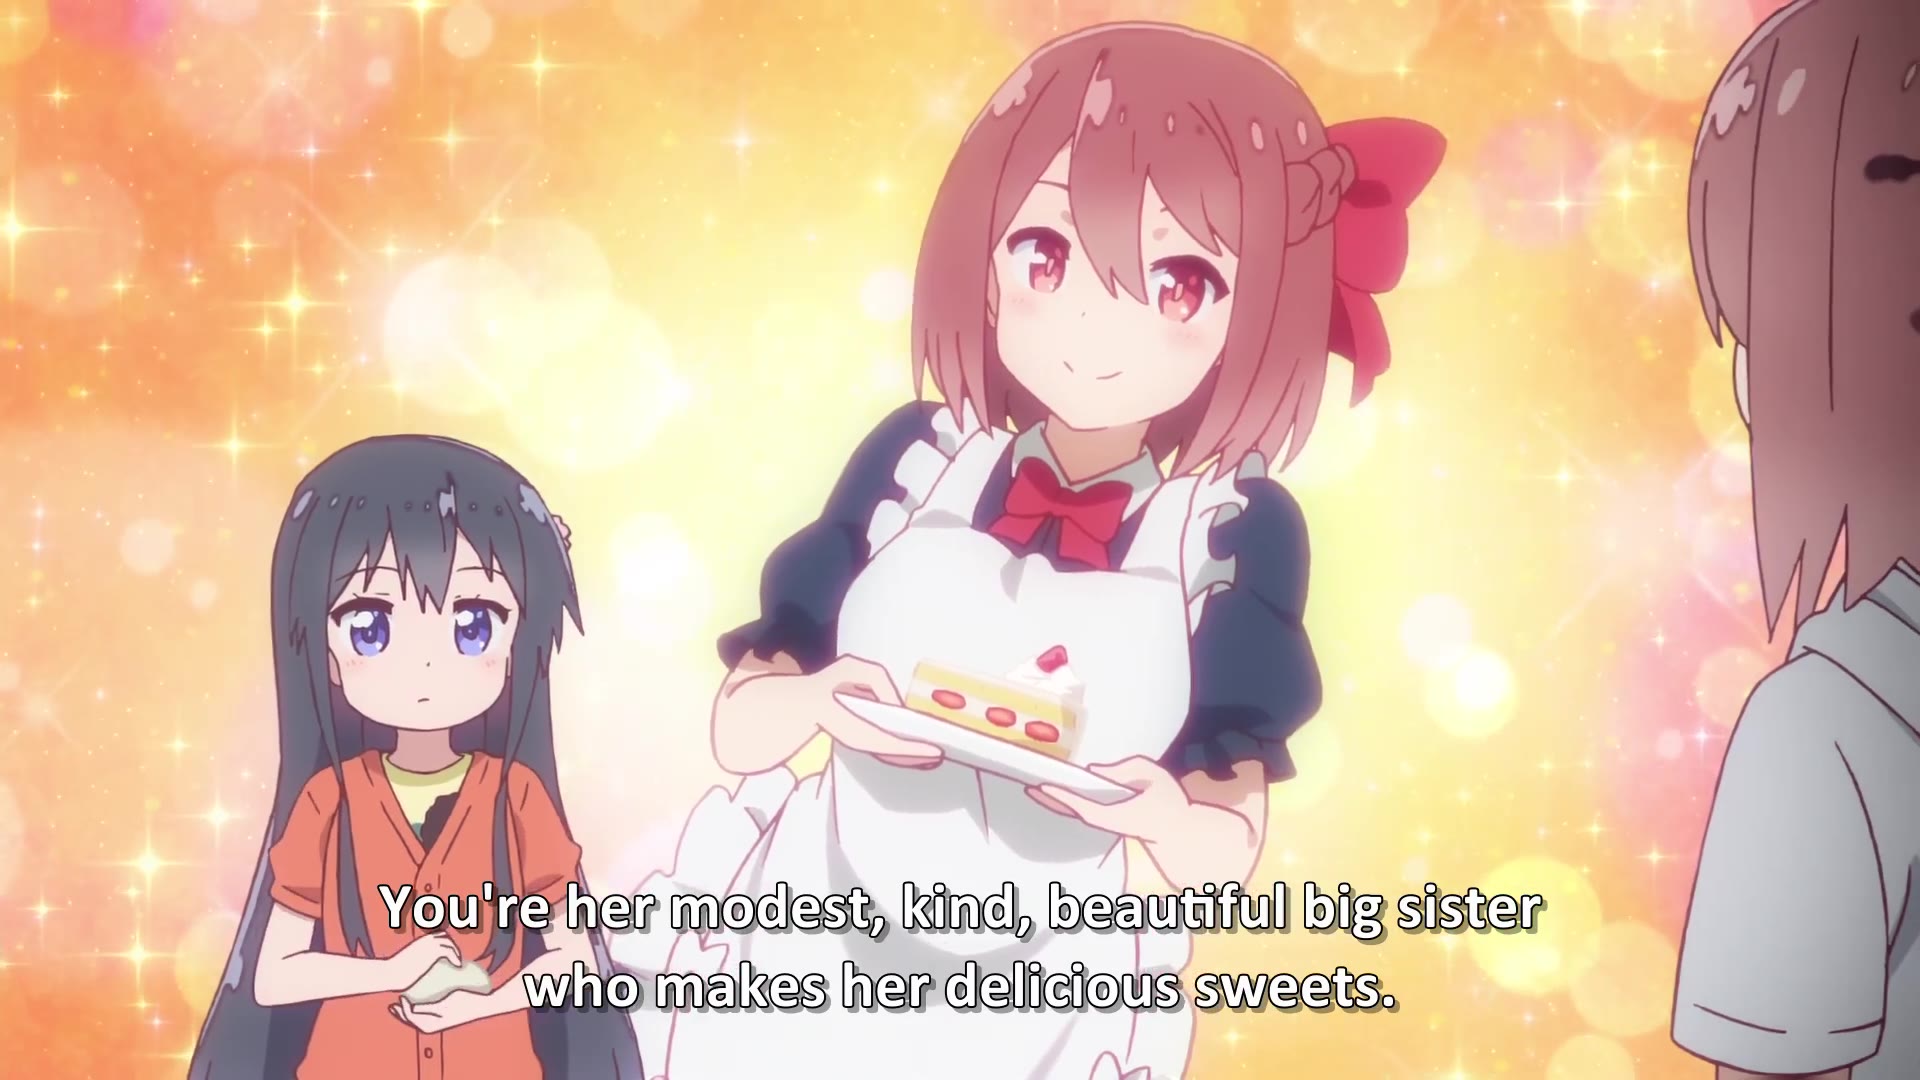 You're her modest, kind, beautiful big sister
who makes her delicious sweets.